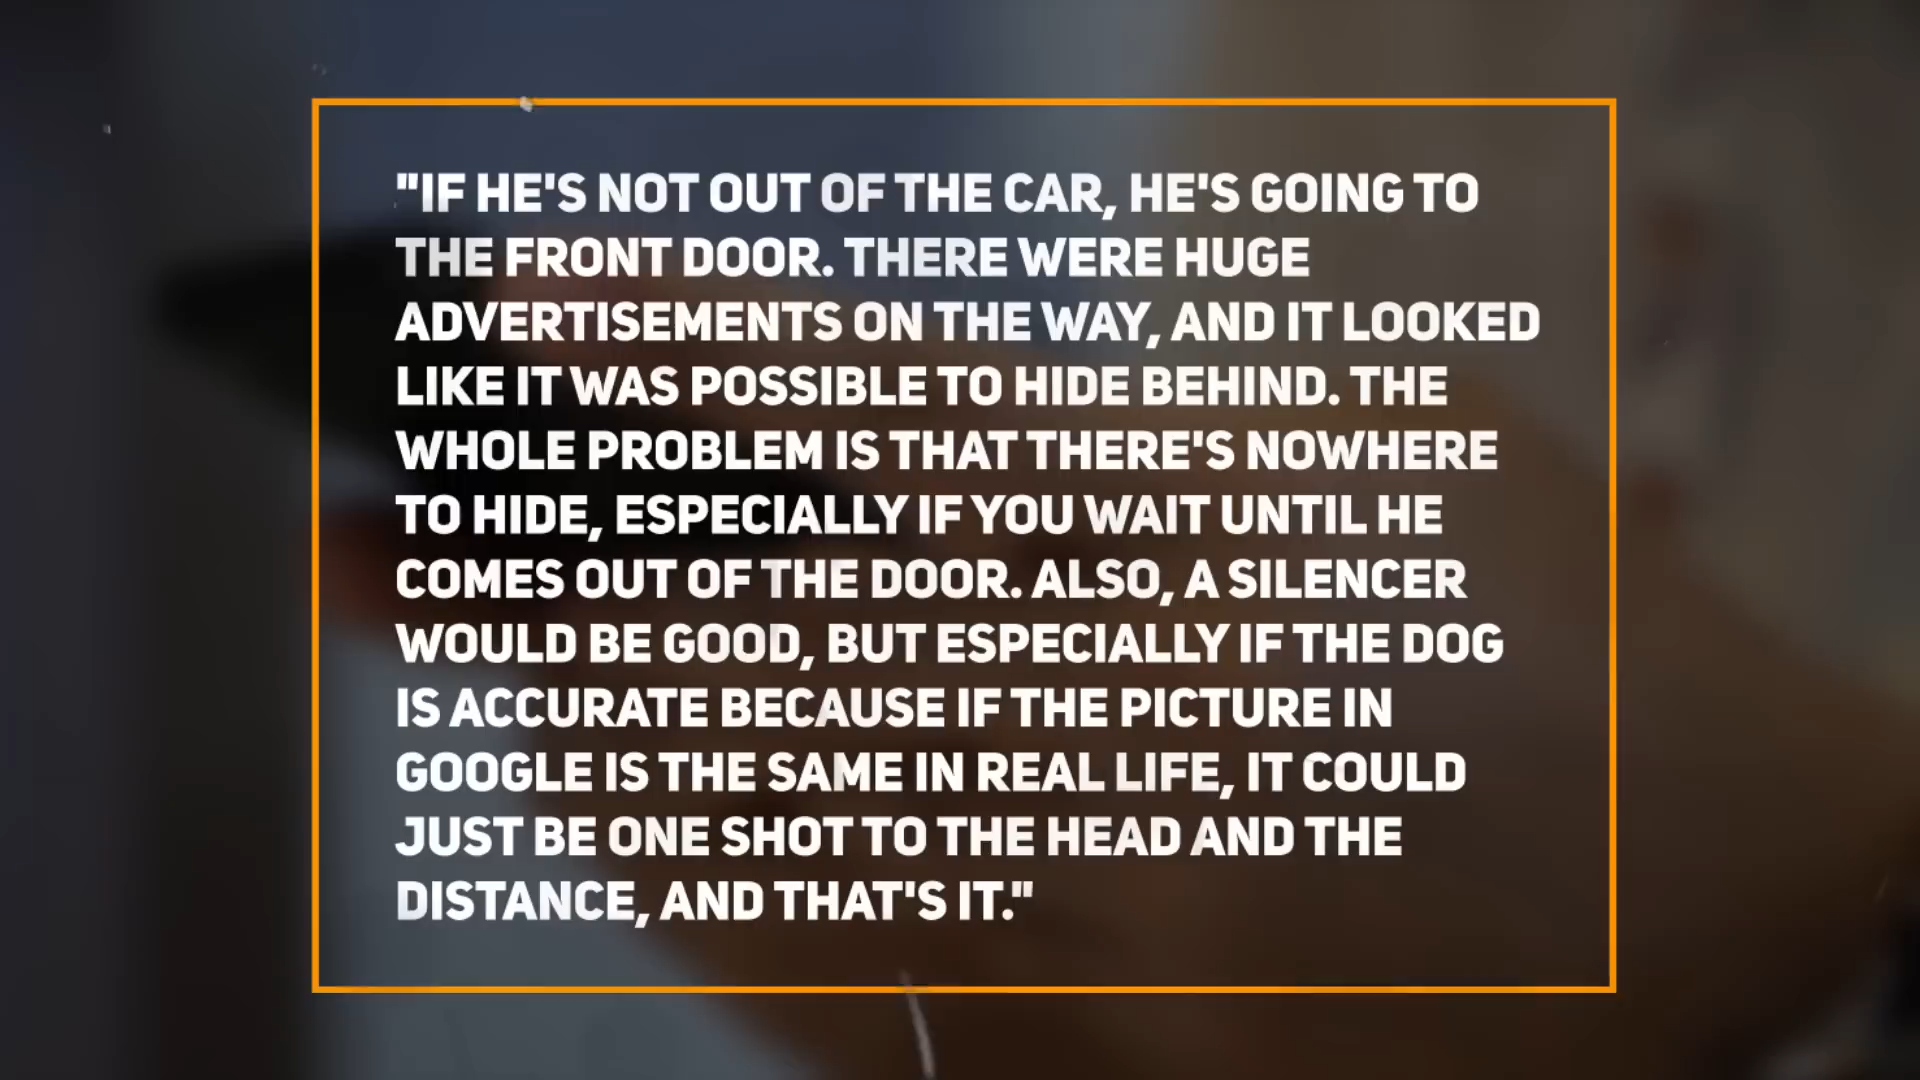 "IF HE'S NOT OUT OF THE CAR, HE'S GOING TO
THE FRONT DOOR. THERE WERE HUGE
ADVERTISEMENTS ON THE WAY, AND IT LOOKED
LIKE IT WAS POSSIBLE TO HIDE BEHIND. THE
WHOLE PROBLEM IS THAT THERE'S NOWHERE
TO HIDE, ESPECIALLY IF YOU WAIT UNTIL HE
COMES OUT OF THE DOOR. ALSO, A SILENCER
WOULD BE GOOD, BUT ESPECIALLY IF THE DOG
IS ACCURATE BECAUSE IF THE PICTURE IN
GOOGLE IS THE SAME IN REAL LIFE, IT COULD
JUST BE ONE SHOT TO THE HEAD AND THE
DISTANCE, AND THAT'S IT."